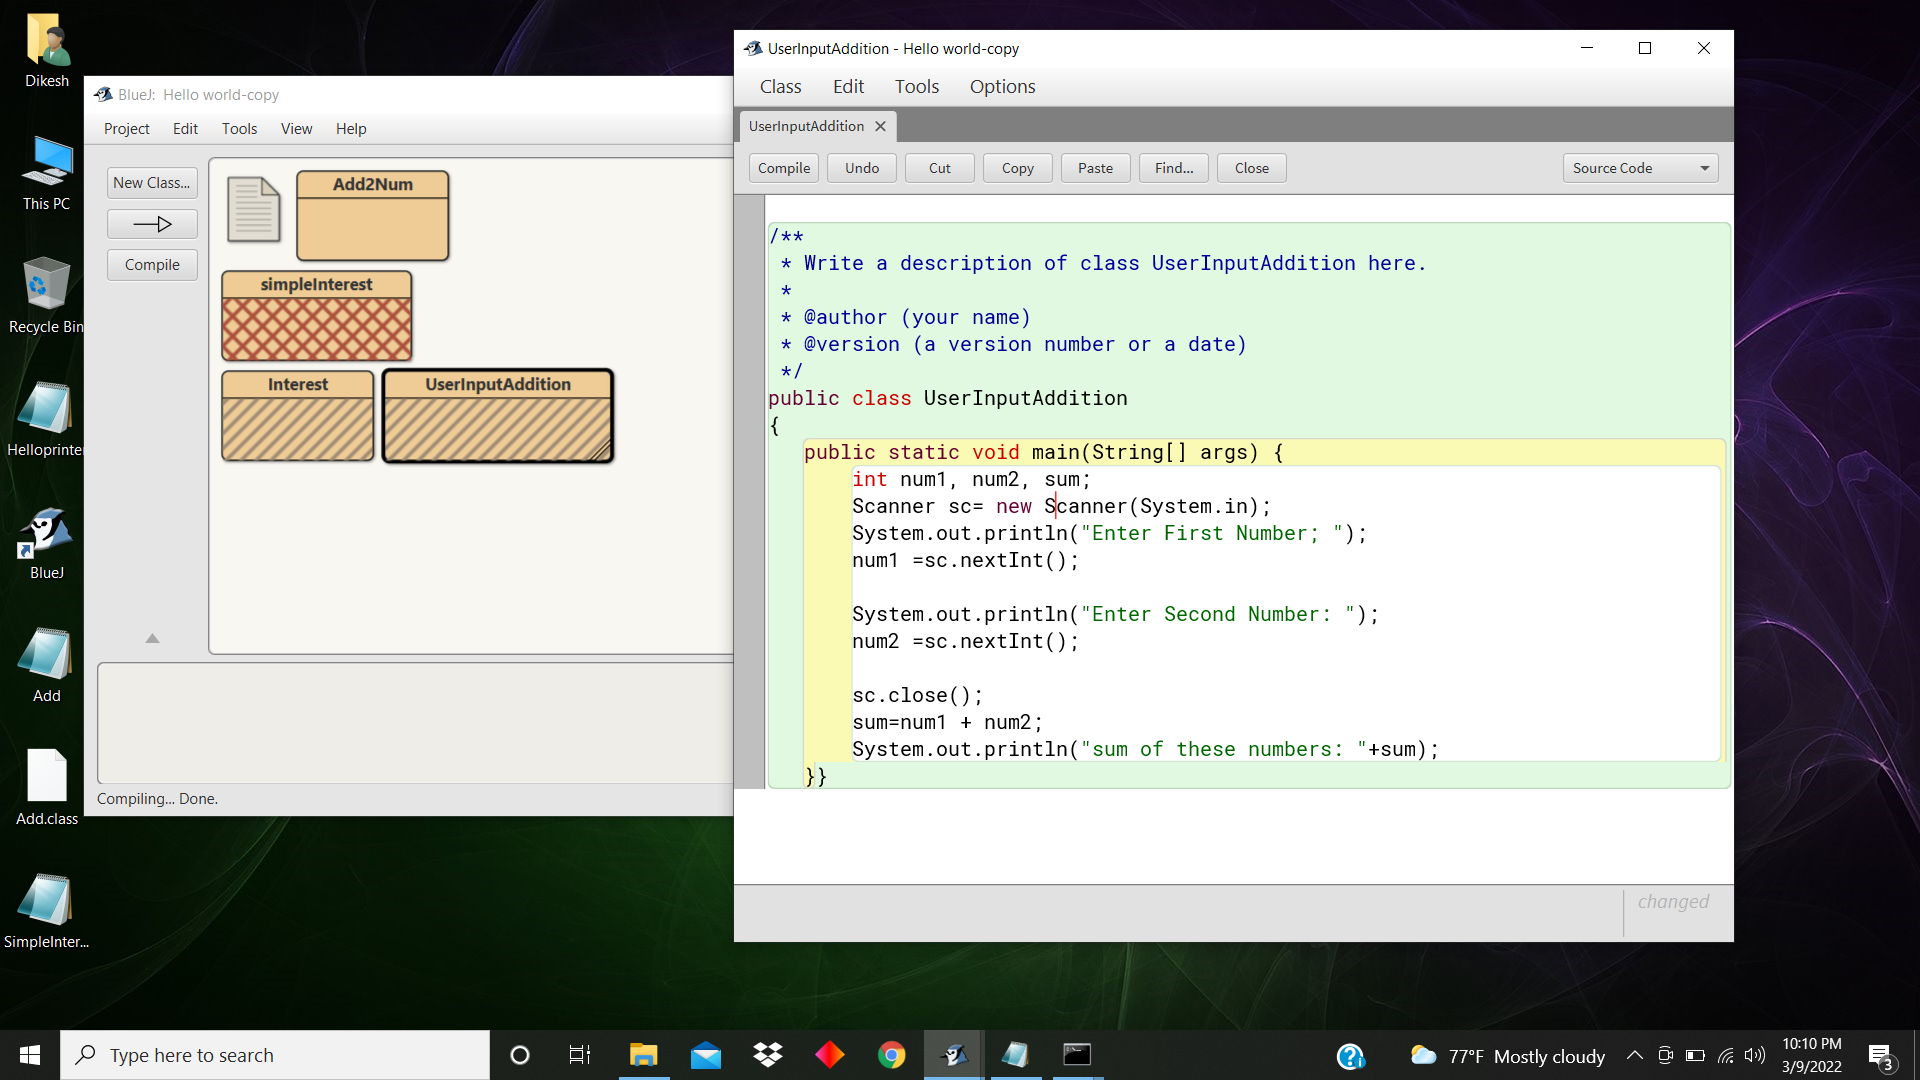 Dikesh
This PC
Recycle Bin
Helloprinte
BlueJ
Add
Add.class
SimpleInter...
BlueJ: Hello world-copy
Project Edit Tools View Help
New Class...
Compile
Add2Num
simpleInterest
Interest
UserInputAddition
Compiling... Done.
UserInputAddition - Hello world-copy
Class Edit Tools Options
UserInputAddition
Compile Undo Cut Copy Paste Find... Close Source Code
/**
* Write a description of class UserInputAddition here.
*
* @author (your name)
* @version (a version number or a date)
*/
public class UserInputAddition
{
public static void main(String[] args) {
int num1, num2, sum;
Scanner sc= new Scanner(System.in);
System.out.println("Enter First Number; ");
num1 =sc.nextInt();
System.out.println("Enter Second Number: ");
num2 =sc.nextInt();
sc.close();
sum=num1 + num2;
System.out.println("sum of these numbers: "+sum);
}}
changed
Type here to search
77°F Mostly cloudy
10:10 PM
3/9/2022
3